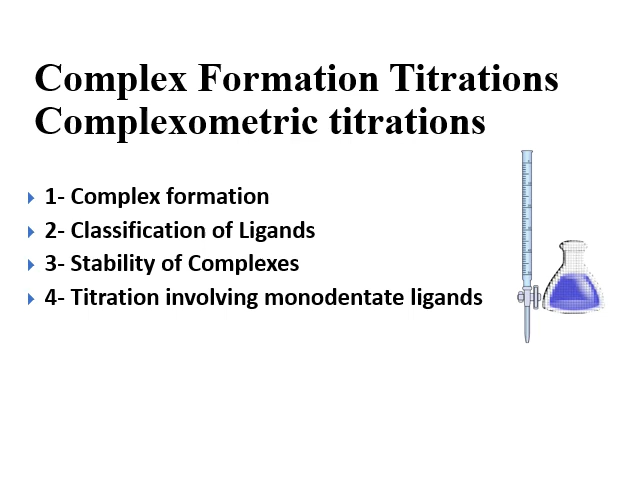 Complex Formation Titrations
Complexometric titrations
1- Complex formation
2- Classification of Ligands
3- Stability of Complexes
4- Titration involving monodentate ligands